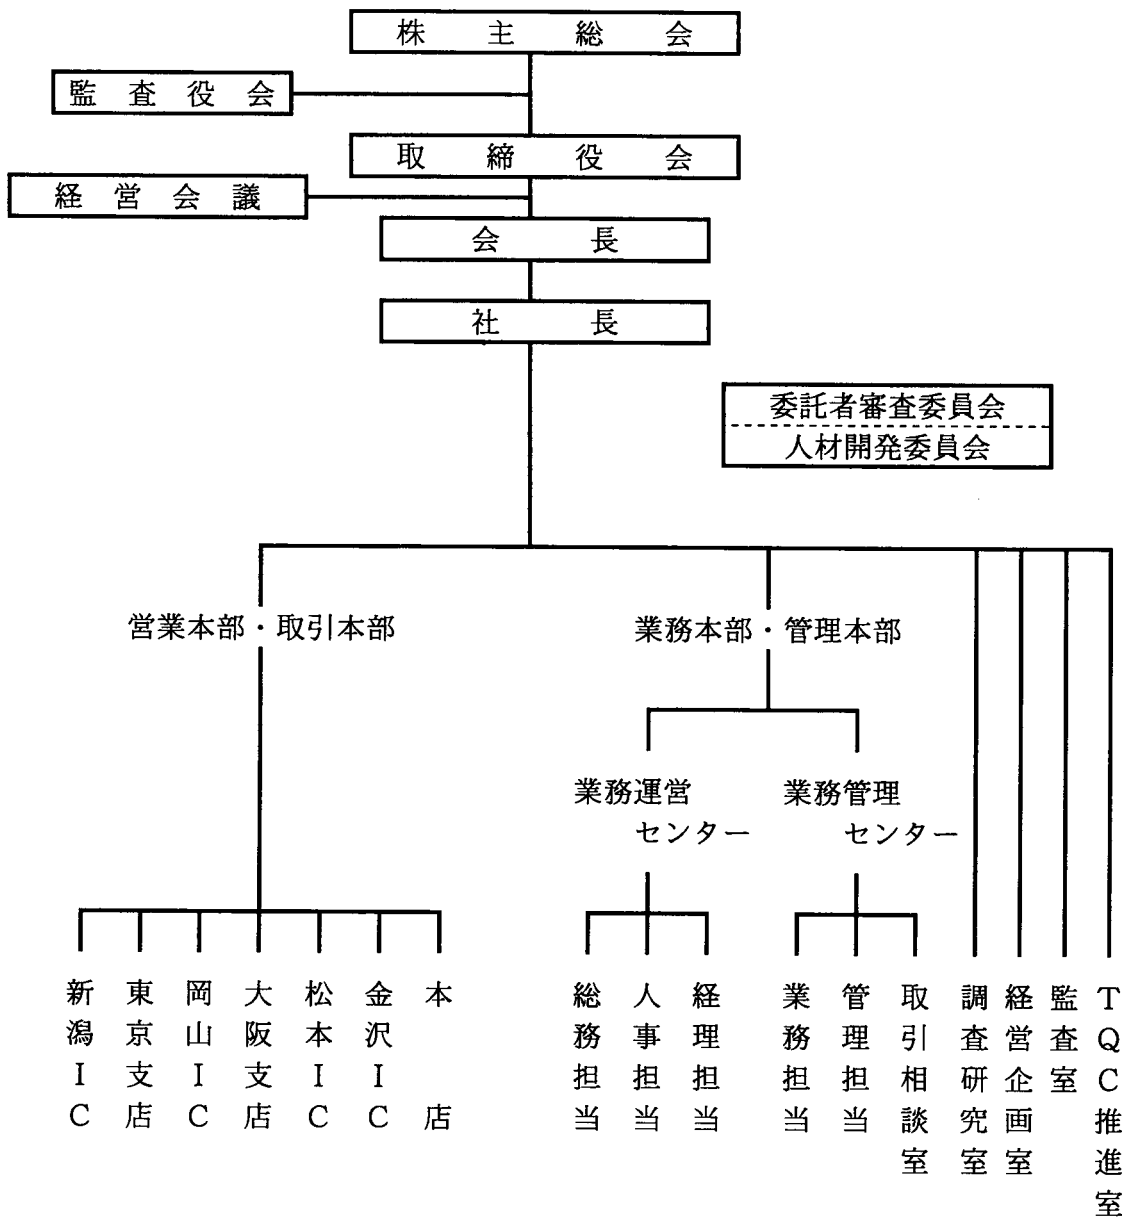 株主総会
監査役会
取締役会
経営会議
会長
社長
委託者審査委員会
人材開発委員会
営業本部・取引本部
業務本部・管理本部
業務運営
センター
業務管理
センター
新潟IC
東京支店
岡山IC
大阪支店
松本IC
金沢IC
本店
総務担当
人事担当
経理担当
業務担当
管理担当
取引相談室
調査研究室
経営企画室
監査室
TQC推進室